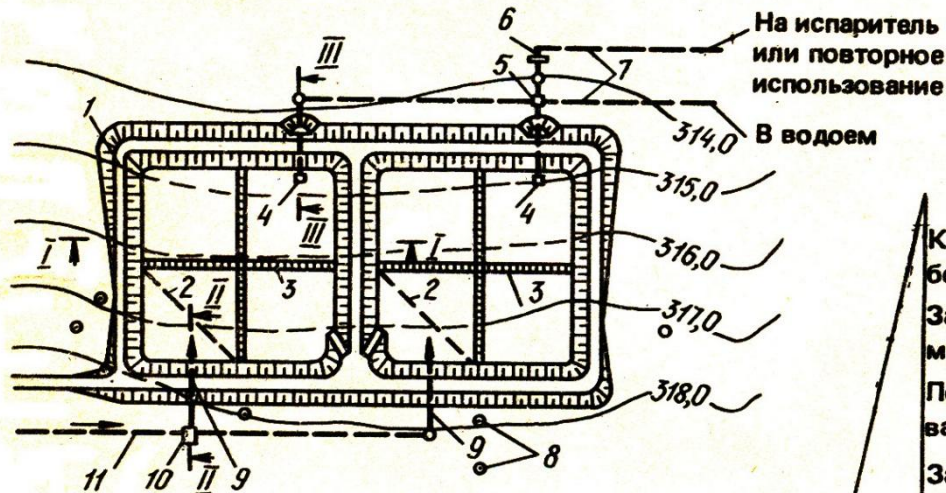 На испаритель
или повторное
использование
6
III
5
7
1
314,0
В водоем
4
4
315,0
III
I
I
316,0
2
3
2
3
II
317,0
318,0
11
10
II
9
9
8
За